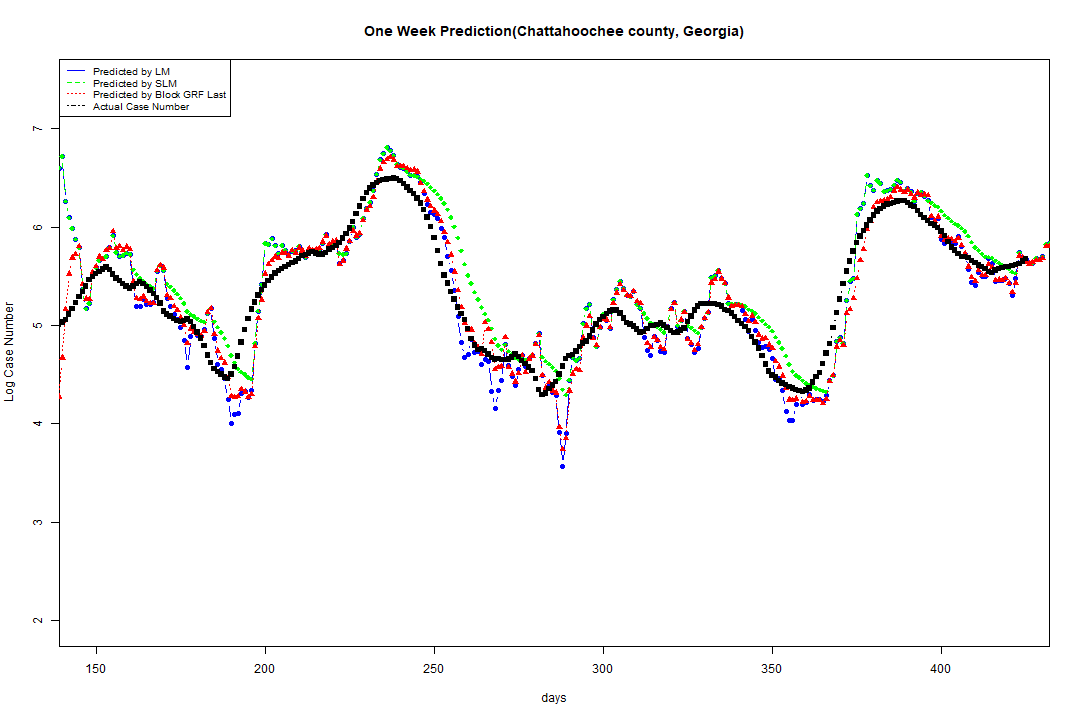 One Week Prediction(Chattahoochee county, Georgia)
Predicted by LM
Predicted by SLM
Predicted by Block GRF Last
Actual Case Number
Log Case Number
7
6
5
4
3
2
150 200 250 300 350 400
days